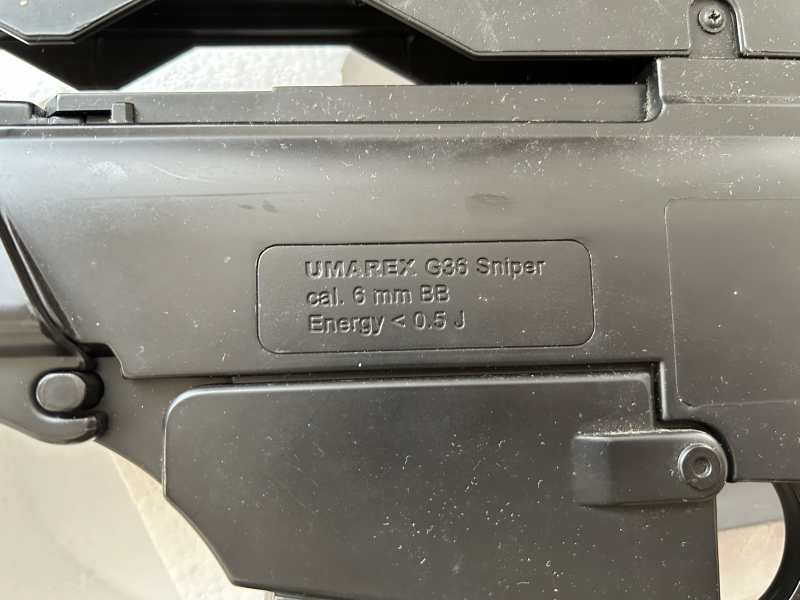 UMAREX G36 Sniper
cal. 6 mm BB
Energy < 0.5 J